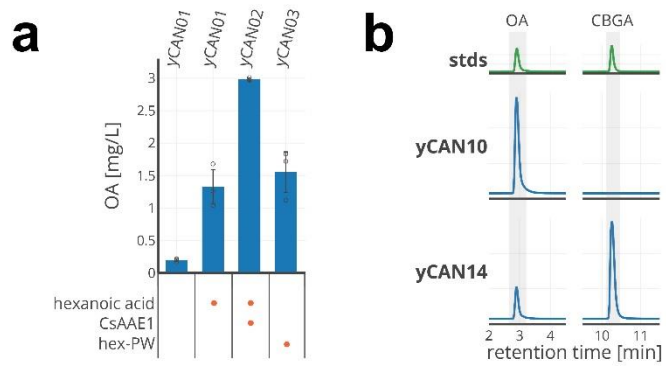 a
yCAN01
yCAN01
yCAN02
yCAN03
OA [mg/L]
3
2.5
2
1.5
1
0.5
0
hexanoic acid
CsAAE1
hex-PW
b
OA CBGA
stds
yCAN10
yCAN14
2 3 4 10 11
retention time [min]